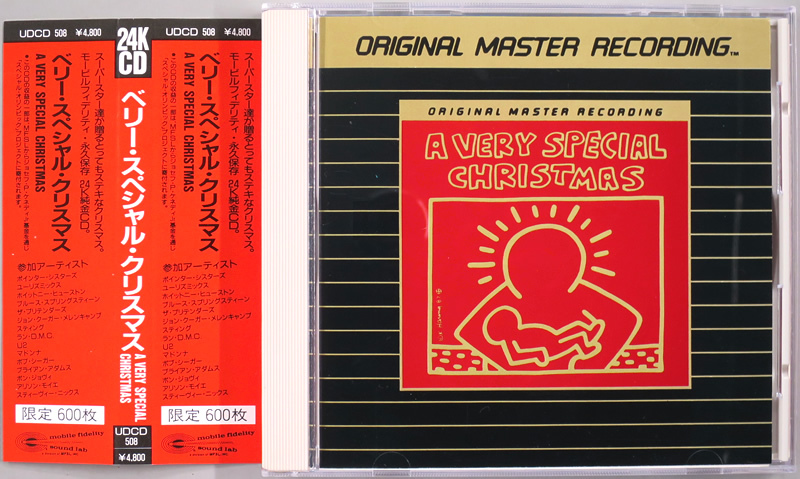 UDCD 508 ¥4,800
スーパースター達が贈るとってもステキなクリスマス。
モービルフィデリティ・永久保存 24K純金CD。
ベリー・スペシャル・クリスマス
A VERY SPECIAL CHRISTMAS
参加アーティスト
ポインター・シスターズ
ユーリズミックス
ホイットニー・ヒューストン
ブルース・スプリングスティーン
ザ・プリテンダーズ
ジョン・クーガー・メレンキャンプ
スティング
ラン・D.M.C.
U2
マドンナ
ボブ・シーガー
ブライアン・アダムス
ボン・ジョヴィ
アリソン・モイエ
スティーヴィー・ニックス
限定 600枚
mobile fidelity
sound lab
24K
CD
ベリー・スペシャル・クリスマス
A VERY SPECIAL
CHRISTMAS
UDCD
508
¥4,800
UDCD 508 ¥4,800
スーパースター達が贈るとってもステキなクリスマス。
モービルフィデリティ・永久保存 24K純金CD。
ベリー・スペシャル・クリスマス
A VERY SPECIAL CHRISTMAS
参加アーティスト
ポインター・シスターズ
ユーリズミックス
ホイットニー・ヒューストン
ブルース・スプリングスティーン
ザ・プリテンダーズ
ジョン・クーガー・メレンキャンプ
スティング
ラン・D.M.C.
U2
マドンナ
ボブ・シーガー
ブライアン・アダムス
ボン・ジョヴィ
アリソン・モイエ
スティーヴィー・ニックス
限定 600枚
mobile fidelity
sound lab
ORIGINAL MASTER RECORDING™
ORIGINAL MASTER RECORDING
A VERY SPECIAL
CHRISTMAS